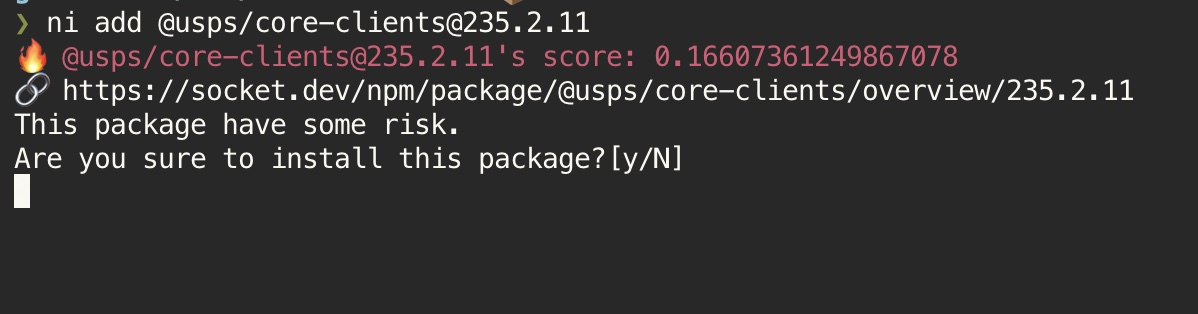 ❯ ni add @usps/core-clients@235.2.11
🔥 @usps/core-clients@235.2.11's score: 0.16607361249867078
🔗 https://socket.dev/npm/package/@usps/core-clients/overview/235.2.11
This package have some risk.
Are you sure to install this package?[y/N]